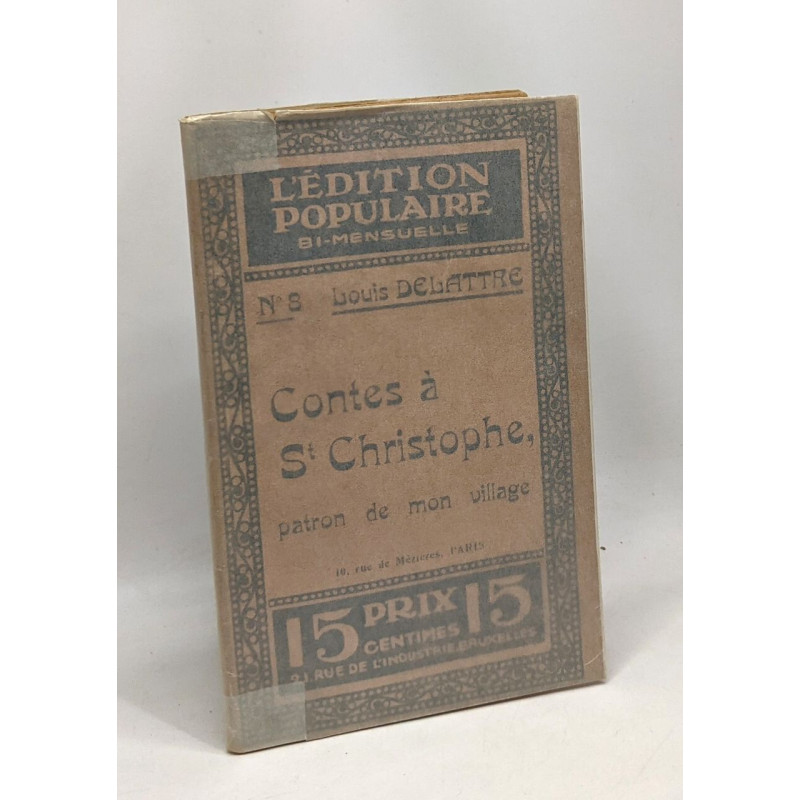 L'ÉDITION
POPULAIRE
BI-MENSUELLE
No 8 Louis DELATTRE
Contes à
St Christophe,
patron de mon village
10, rue de Mézières, PARIS
15 PRIX 15
CENTIMES
21, RUE DE L'INDUSTRIE, BRUXELLES